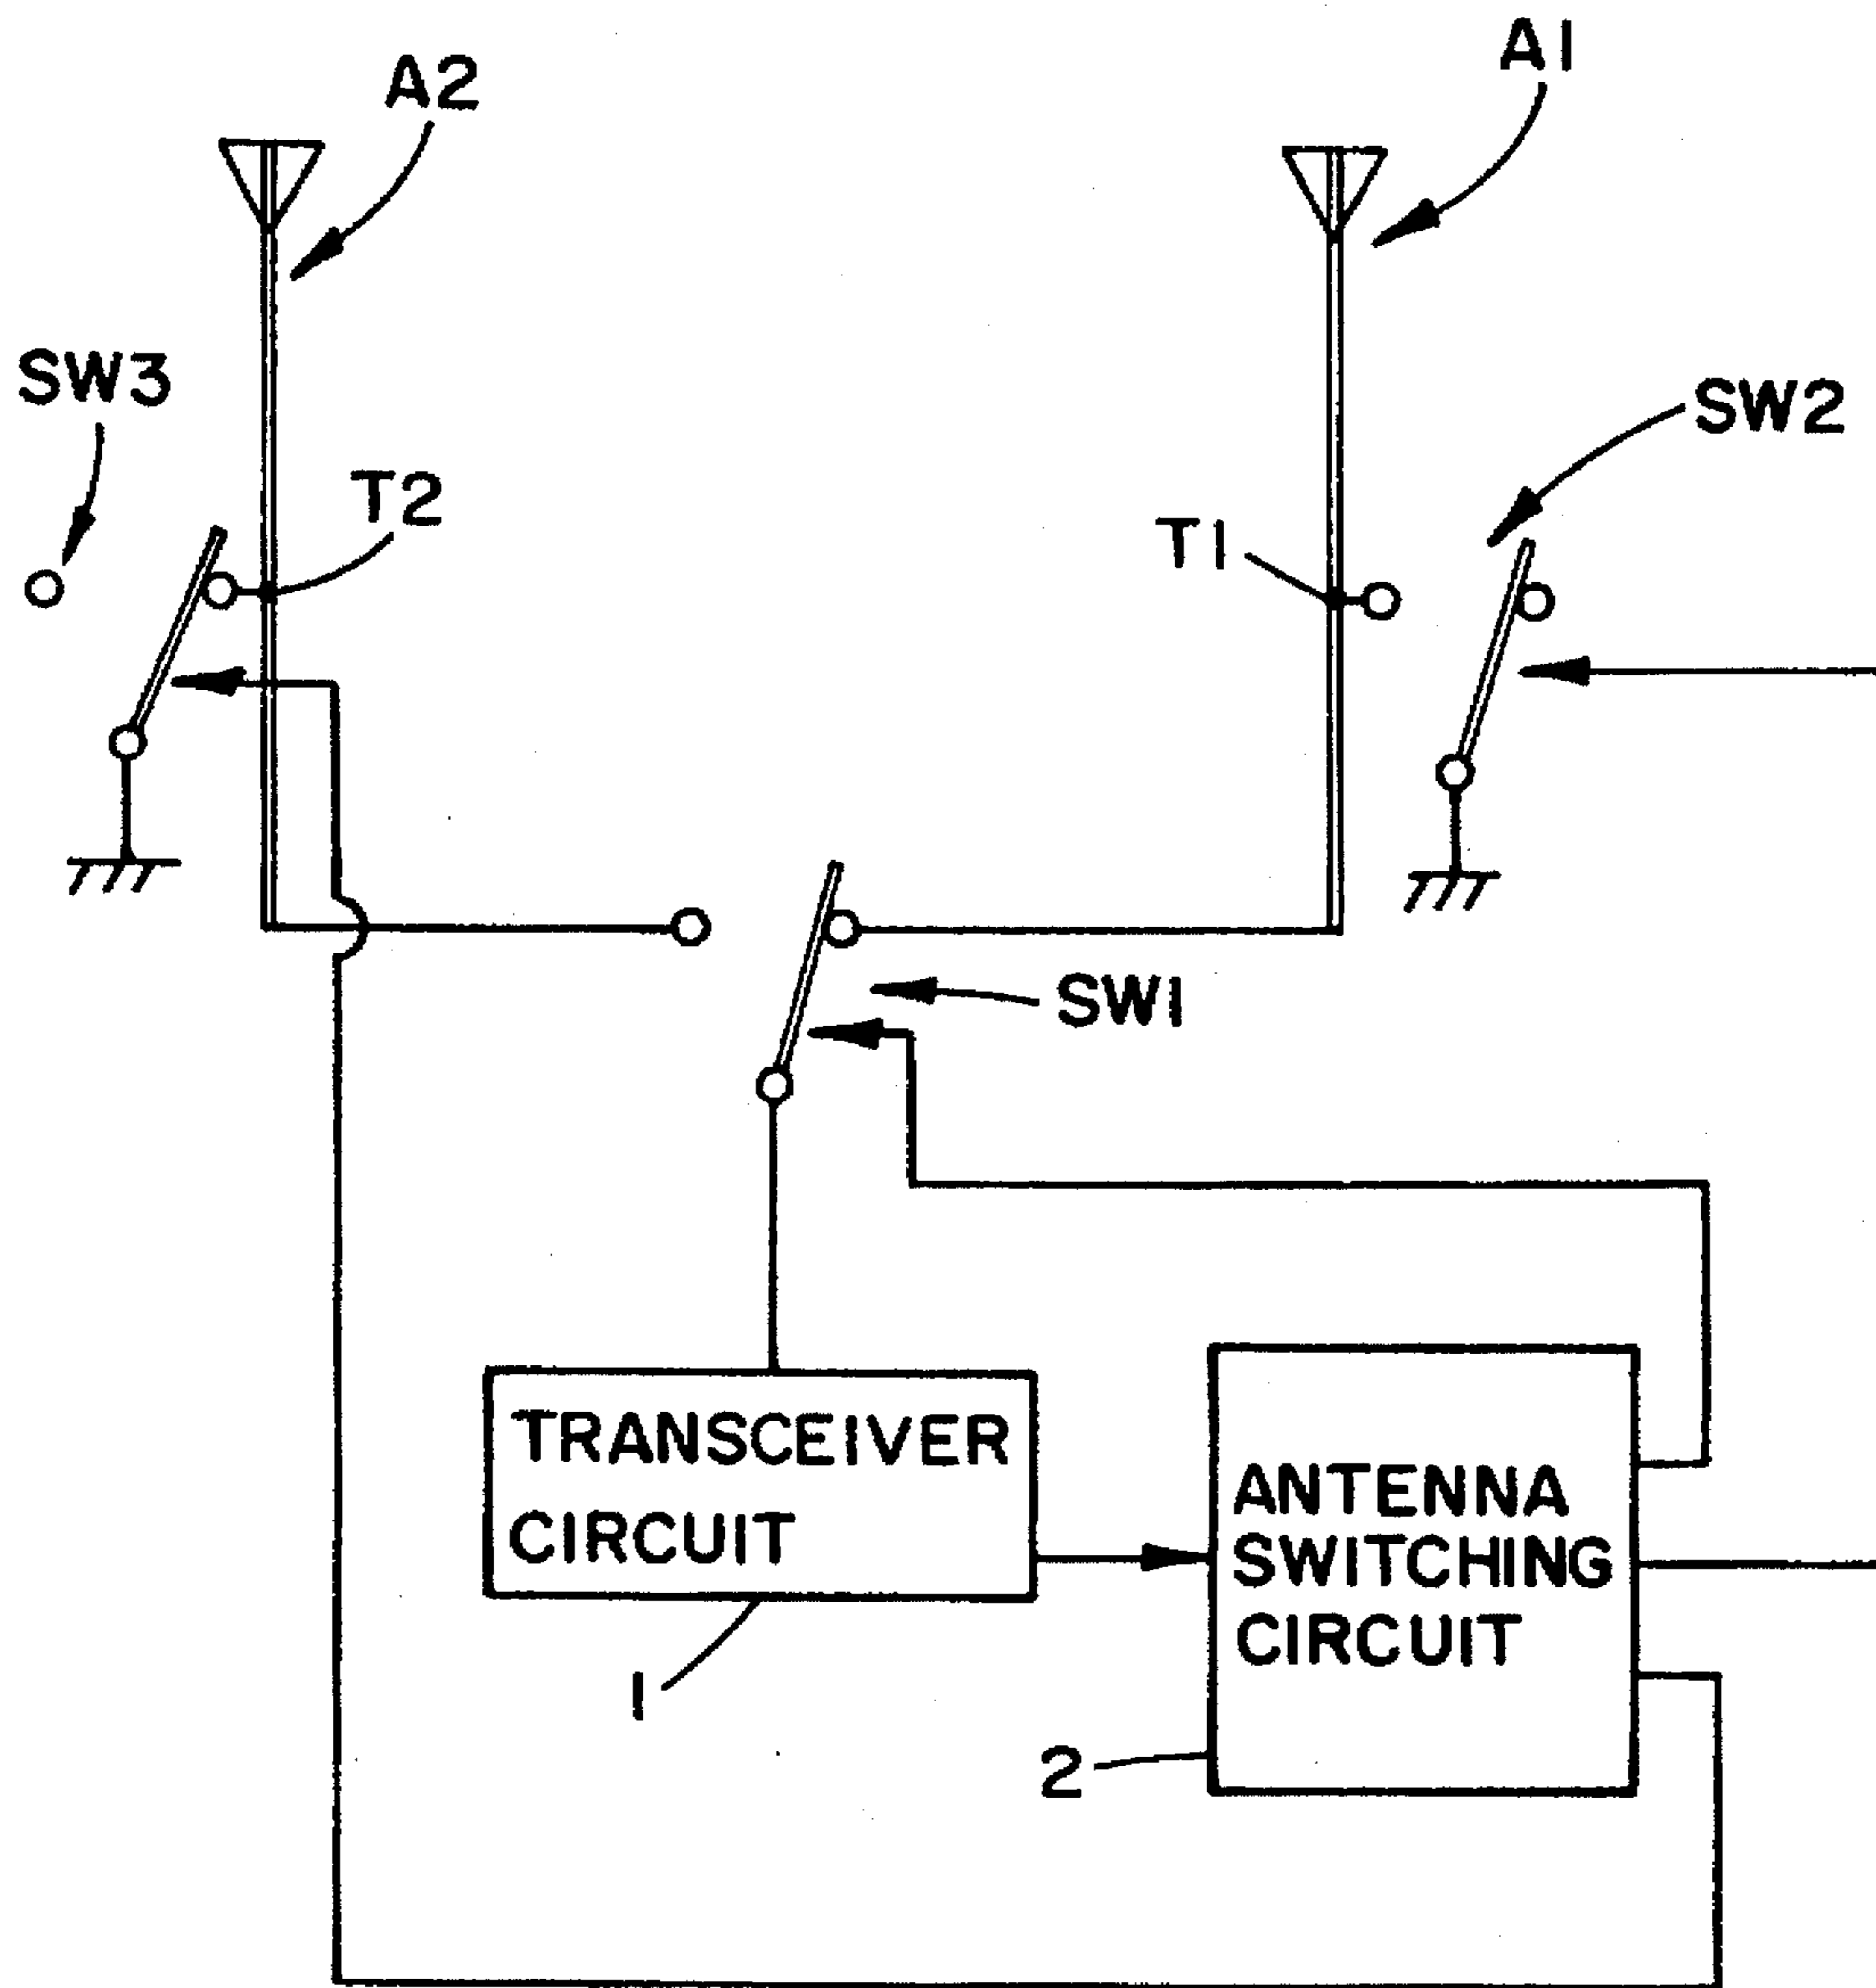 A1
A2
SW3
SW2
T2
T1
SW1
TRANSCEIVER
CIRCUIT
ANTENNA
SWITCHING
CIRCUIT
1
2